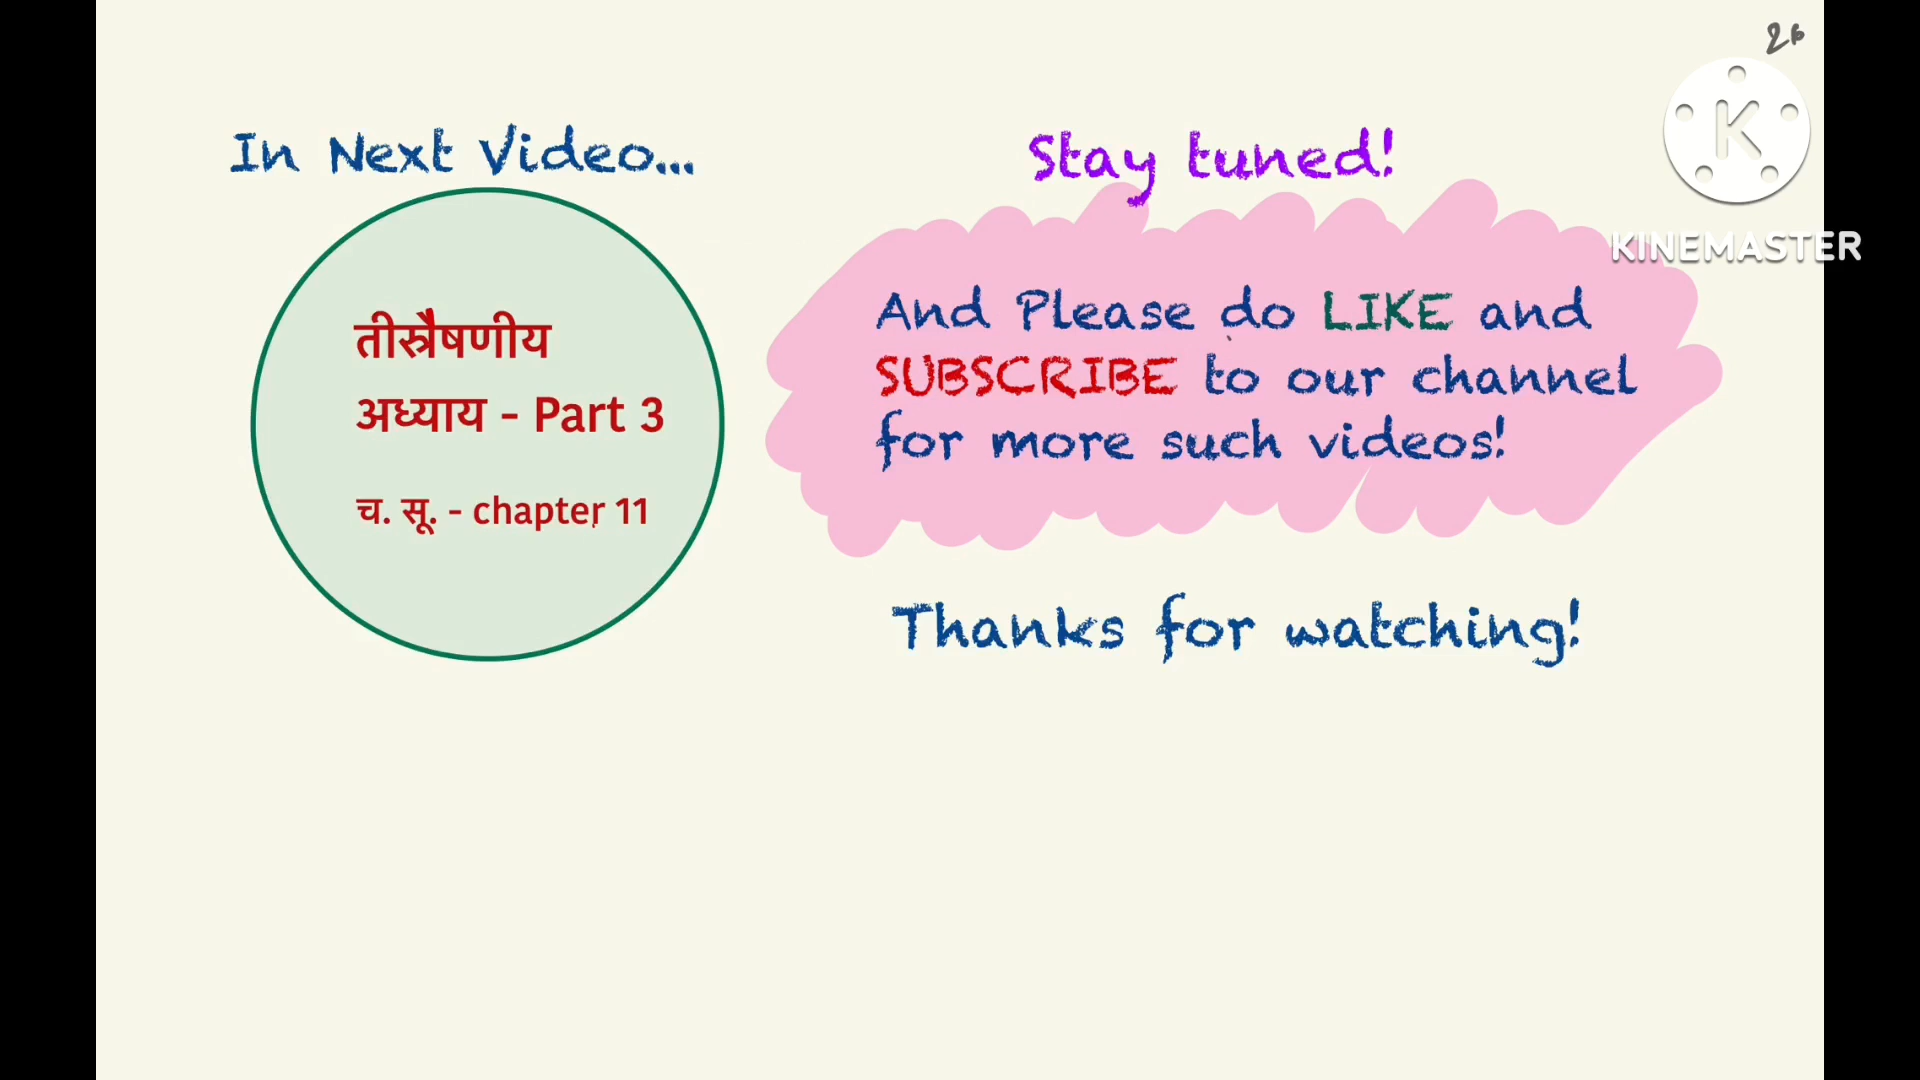 In Next Video...
तीस्रैषणीय
अध्याय - Part 3
च. सू. - chapter 11
Stay tuned!
And Please do LIKE and
SUBSCRIBE to our channel
for more such videos!
Thanks for watching!
K
KINEMASTER